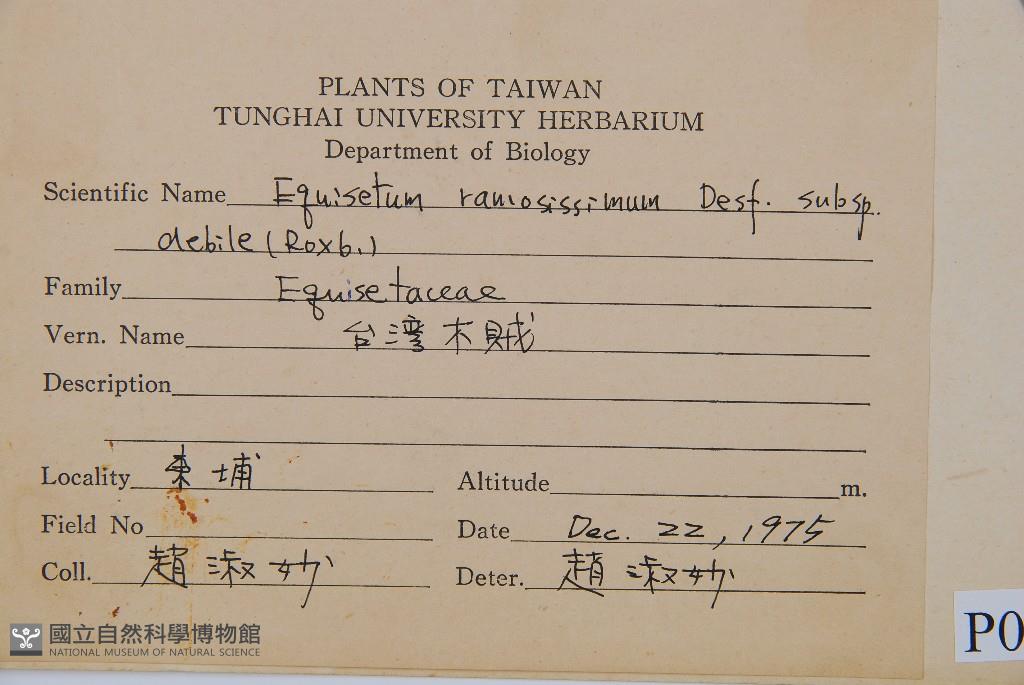 PLANTS OF TAIWAN
TUNGHAI UNIVERSITY HERBARIUM
Department of Biology
Scientific Name Equisetum ramosissimum Desf. subsp.
debile (Roxb.)
Family Equisetaceae
Vern. Name 台灣木賊
Description
Locality 東埔 Altitude m.
Field No Date Dec. 22, 1975
Coll. 趙淑妙 Deter. 趙淑妙
P0
國立自然科學博物館
NATIONAL MUSEUM OF NATURAL SCIENCE